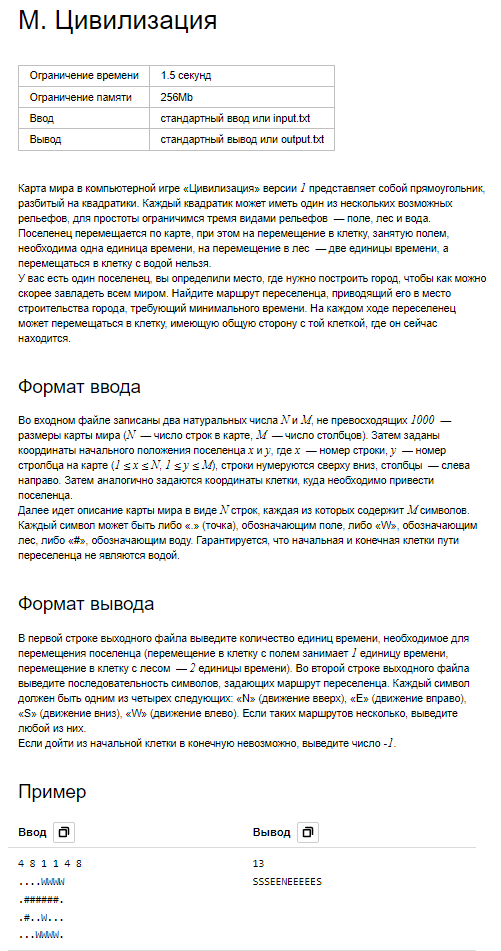 М. Цивилизация
Ограничение времени 1.5 секунд
Ограничение памяти 256Mb
Ввод стандартный ввод или input.txt
Вывод стандартный вывод или output.txt
Карта мира в компьютерной игре «Цивилизация» версии 1 представляет собой прямоугольник,
разбитый на квадратики. Каждый квадратик может иметь один из нескольких возможных
рельефов, для простоты ограничимся тремя видами рельефов — поле, лес и вода.
Поселенец перемещается по карте, при этом на перемещение в клетку, занятую полем,
необходима одна единица времени, на перемещение в лес — две единицы времени, а
перемещаться в клетку с водой нельзя.
У вас есть один поселенец, вы определили место, где нужно построить город, чтобы как можно
скорее завладеть всем миром. Найдите маршрут переселенца, приводящий его в место
строительства города, требующий минимального времени. На каждом ходе переселенец
может перемещаться в клетку, имеющую общую сторону с той клеткой, где он сейчас
находится.
Формат ввода
Во входном файле записаны два натуральных числа N и M, не превосходящих 1000 —
размеры карты мира (N — число строк в карте, M — число столбцов). Затем заданы
координаты начального положения поселенца x и y, где x — номер строки, y — номер
стролбца на карте (1 ≤ x ≤ N, 1 ≤ y ≤ M), строки нумеруются сверху вниз, столбцы — слева
направо. Затем аналогично задаются координаты клетки, куда необходимо привести
поселенца.
Далее идет описание карты мира в виде N строк, каждая из которых содержит M символов.
Каждый символ может быть либо «.» (точка), обозначающим поле, либо «W», обозначающим
лес, либо «#», обозначающим воду. Гарантируется, что начальная и конечная клетки пути
переселенца не являются водой.
Формат вывода
В первой строке выходного файла выведите количество единиц времени, необходимое для
перемещения поселенца (перемещение в клетку с полем занимает 1 единицу времени,
перемещение в клетку с лесом — 2 единицы времени). Во второй строке выходного файла
выведите последовательность символов, задающих маршрут переселенца. Каждый символ
должен быть одним из четырех следующих: «N» (движение вверх), «E» (движение вправо),
«S» (движение вниз), «W» (движение влево). Если таких маршрутов несколько, выведите
любой из них.
Если дойти из начальной клетки в конечную невозможно, выведите число -1.
Пример
Ввод Вывод
4 8 1 1 4 8 13
....WWWW SSSEENEEEEES
.######.
.#..W...
...WWWW.